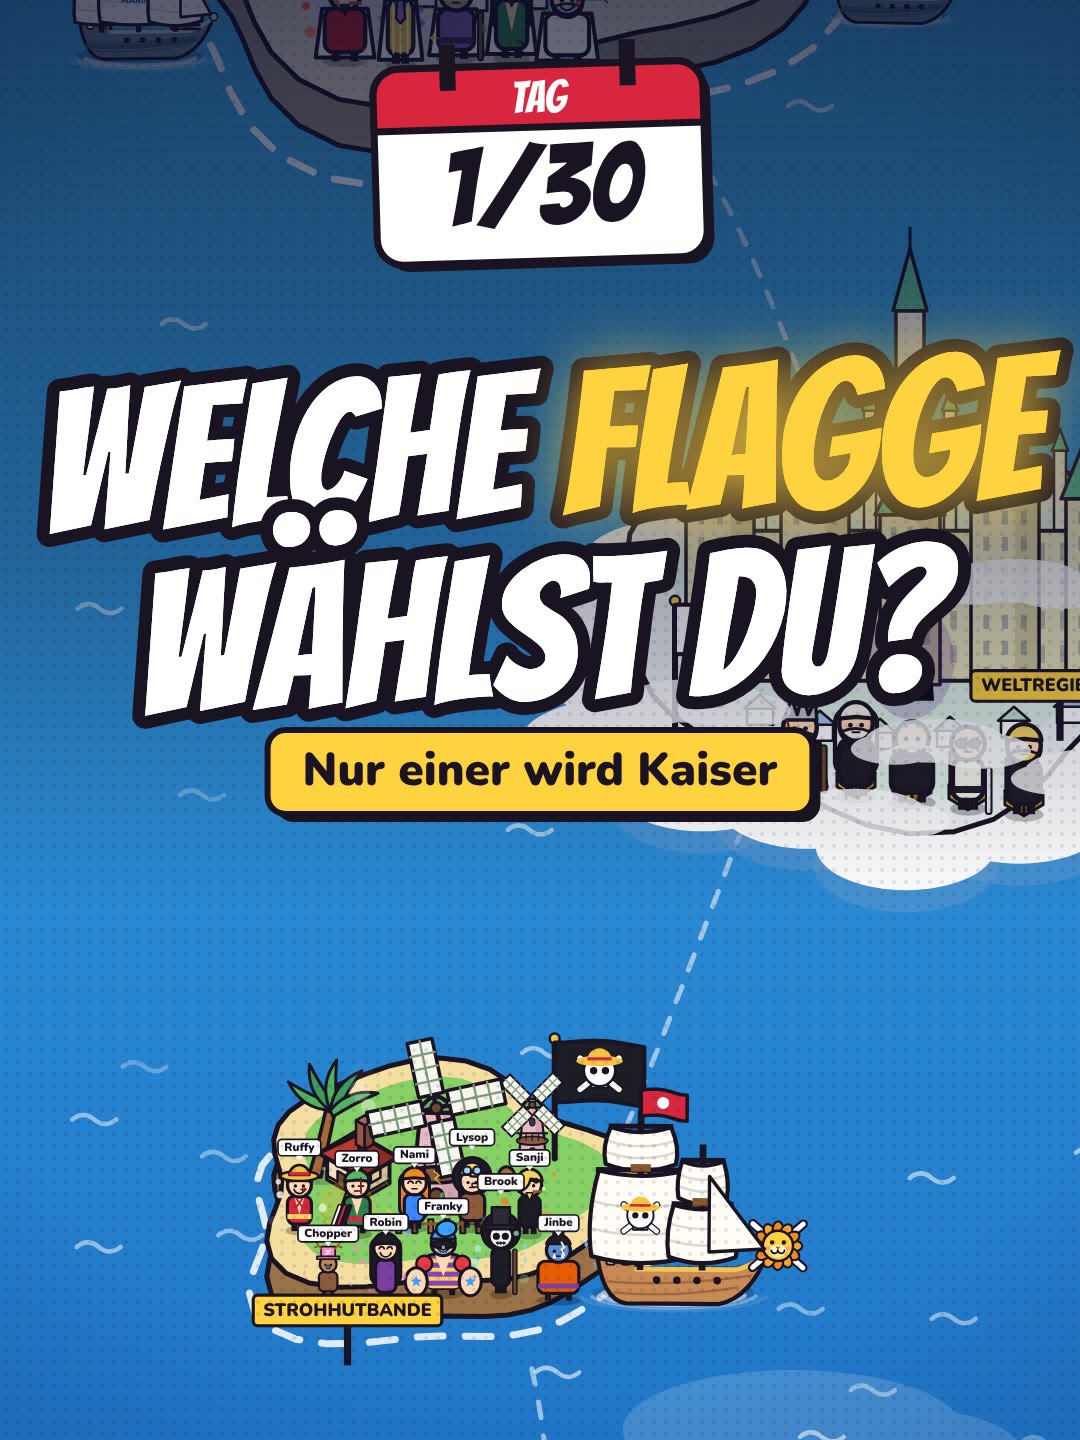 TAG
1/30
WELCHE FLAGGE
WÄHLST DU?
Nur einer wird Kaiser
WELTREGIE
Lysop
Ruffy
Zorro
Nami
Sanji
Brook
Franky
Robin
Jinbe
Chopper
STROHHUTBANDE